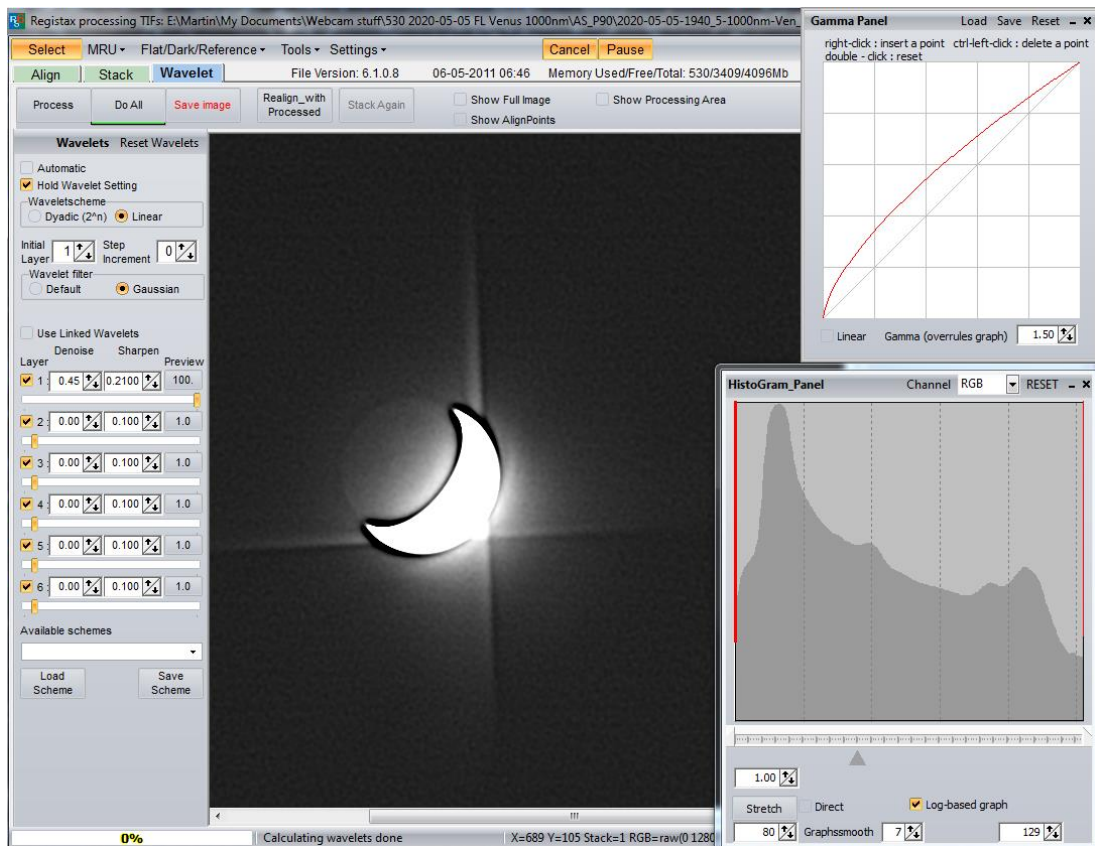 Registax processing TIFs: E:\Martin\My Documents\Webcam stuff\530 2020-05-05 FL Venus 1000nm\AS_P90\2020-05-05-1940_5-1000nm-Ven_
Select MRU Flat/Dark/Reference Tools Settings Cancel Pause
Align Stack Wavelet File Version: 6.1.0.8 06-05-2011 06:46 Memory Used/Free/Total: 530/3409/4096Mb
Process Do All Save image Realign_with Processed Stack Again Show Full Image Show Processing Area
Show AlignPoints
Wavelets Reset Wavelets
Automatic
Hold Wavelet Setting
Waveletscheme
Dyadic (2^n) Linear
Initial Layer 1 Step Increment 0
Wavelet filter
Default Gaussian
Use Linked Wavelets
Denoise Sharpen
Layer Preview
1 : 0.45 0.2100 100.
2 : 0.00 0.100 1.0
3 : 0.00 0.100 1.0
4 : 0.00 0.100 1.0
5 : 0.00 0.100 1.0
6 : 0.00 0.100 1.0
Available schemes
Load Scheme Save Scheme
0% Calculating wavelets done X=689 Y=105 Stack=1 RGB=raw(0 1280
Gamma Panel Load Save Reset
right-click : insert a point ctrl-left-click : delete a point
double - click : reset
Linear Gamma (overrules graph) 1.50
HistoGram_Panel Channel RGB RESET
1.00
Stretch Direct Log-based graph
80 Graphssmooth 7 129